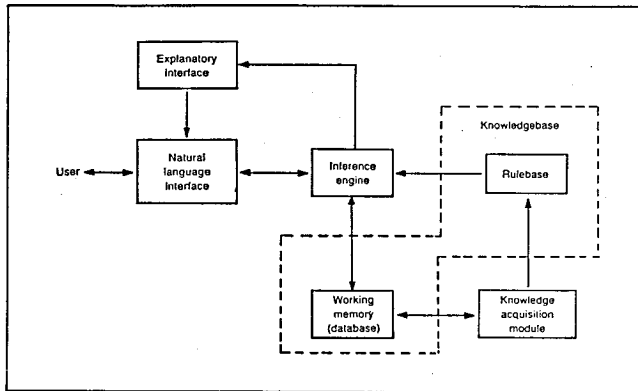 Explanatory
interface
Knowledgebase
User
Natural
language
interface
Inference
engine
Rulebase
Working
memory
(database)
Knowledge
acquisition
module